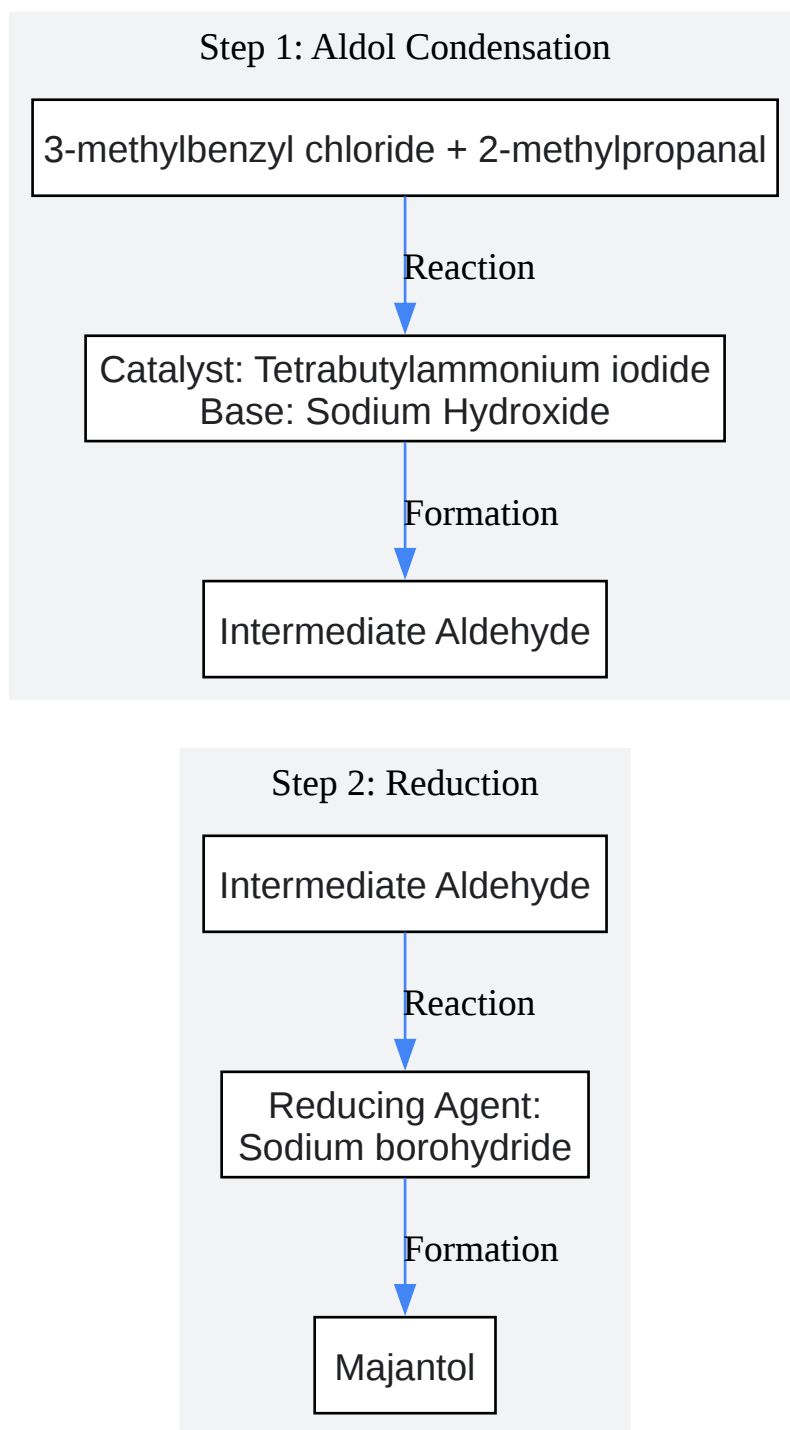 Step 1: Aldol Condensation
3-methylbenzyl chloride + 2-methylpropanal
Reaction
Catalyst: Tetrabutylammonium iodide
Base: Sodium Hydroxide
Formation
Intermediate Aldehyde
Step 2: Reduction
Intermediate Aldehyde
Reaction
Reducing Agent:
Sodium borohydride
Formation
Majantol